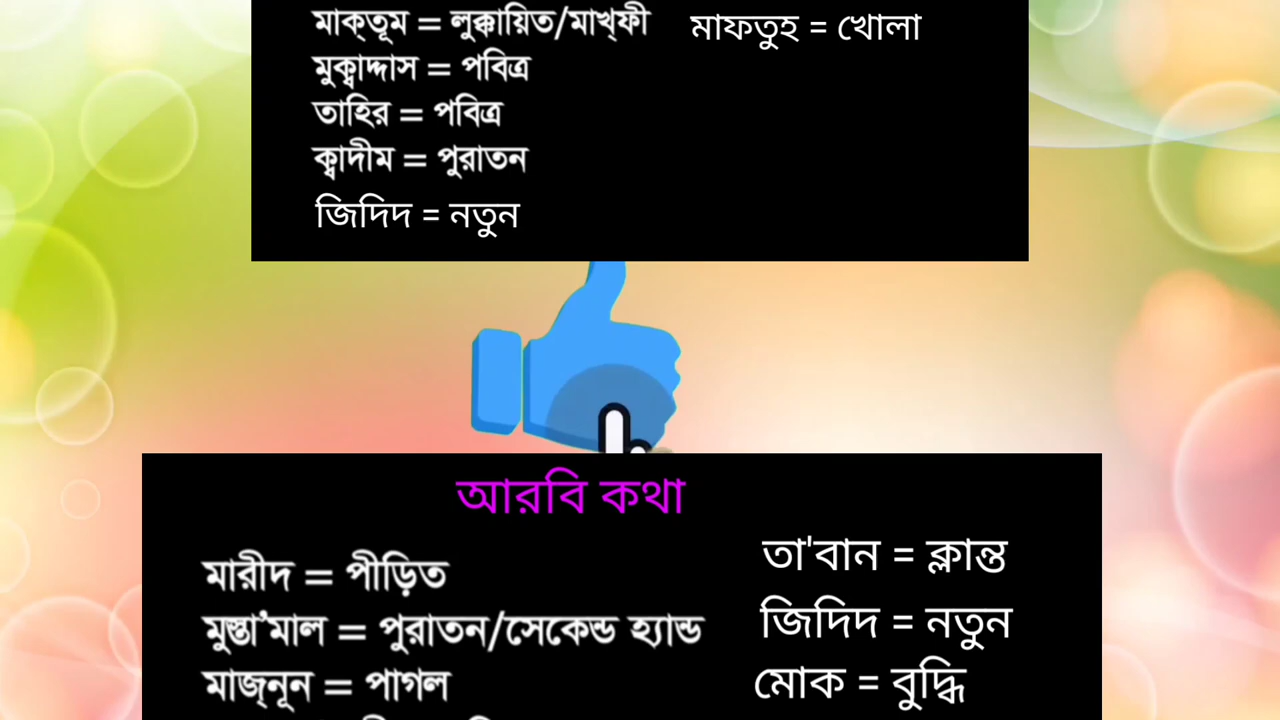 মাক্‌তূম = লুক্কায়িত/মাখ্‌ফী
মাফতুহ = খোলা
মুক্বাদ্দাস = পবিত্র
তাহির = পবিত্র
ক্বাদীম = পুরাতন
জিদিদ = নতুন
আরবি কথা
মারীদ = পীড়িত
মুস্তা’মাল = পুরাতন/সেকেন্ড হ্যান্ড
মাজ্‌নূন = পাগল
তা'বান = ক্লান্ত
জিদিদ = নতুন
মোক = বুদ্ধি